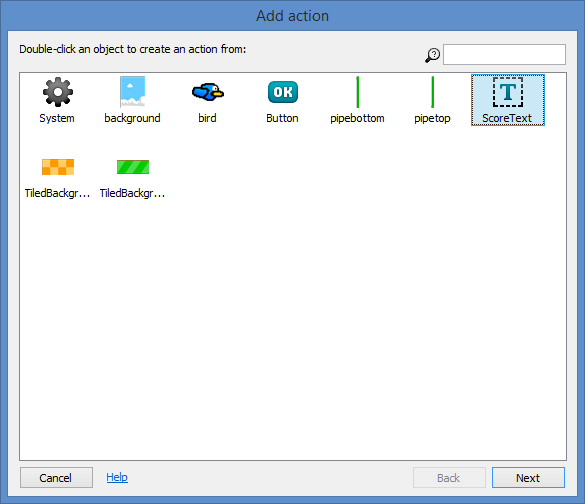 Add action
Double-click an object to create an action from:
System
background
OK
bird
Button
pipebottom
pipetop
T
ScoreText
TiledBackgr...
TiledBackgr...
Cancel
Help
Back
Next